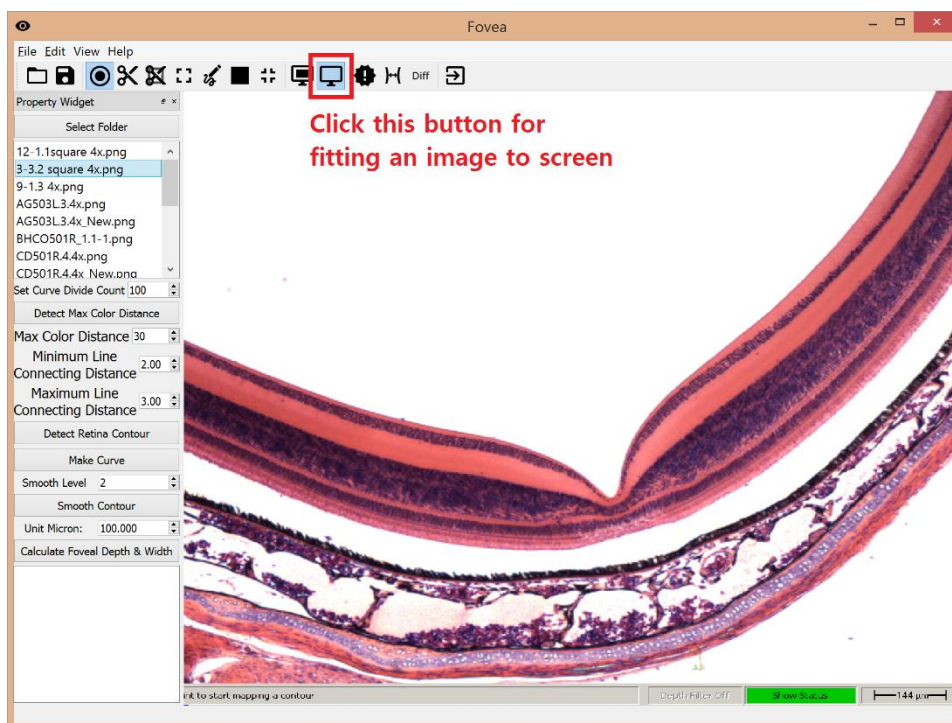 Fovea
File Edit View Help
Diff
Property Widget
Click this button for
fitting an image to screen
Select Folder
12-1.1square 4x.png
3-3.2 square 4x.png
9-1.3 4x.png
AG503L.3.4x.png
AG503L.3.4x_New.png
BHCO501R_1.1-1.png
CD501R.4.4x.png
CD501R.4.4x_New.png
Set Curve Divide Count 100
Detect Max Color Distance
Max Color Distance 30
Minimum Line
Connecting Distance 2.00
Maximum Line
Connecting Distance 3.00
Detect Retina Contour
Make Curve
Smooth Level 2
Smooth Contour
Unit Micron: 100.000
Calculate Foveal Depth & Width
int to start mapping a contour
Depth Filter Off
Show Status
144 μm